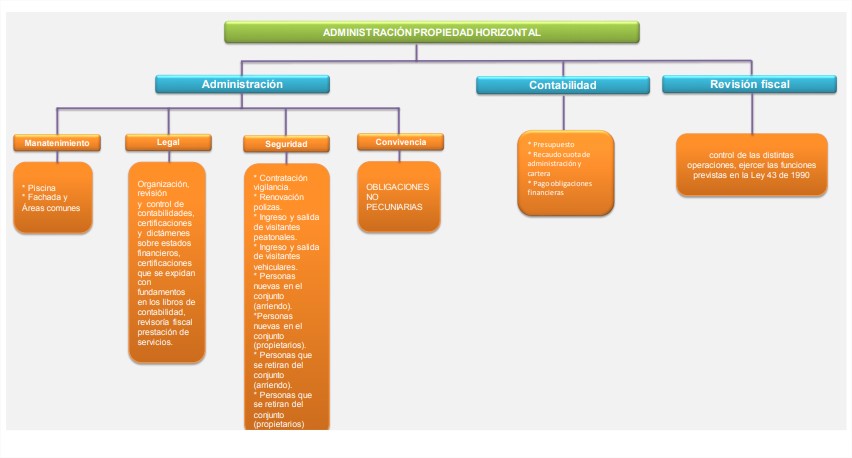 ADMINISTRACIÓN PROPIEDAD HORIZONTAL
Administración
Contabilidad
Revisión fiscal
Manatenimiento
Legal
Seguridad
Convivencia
* Piscina
* Fachada y
Áreas comunes
Organización,
revisión
y control de
contabilidades,
certificaciones
y dictámenes
sobre estados
financieros,
certificaciones
que se expidan
con
fundamentos
en los libros de
contabilidad,
revisoría fiscal
prestación de
servicios.
* Contratación
vigilancia.
* Renovación
polizas.
* Ingreso y salida
de visitantes
peatonales.
* Ingreso y salida
de visitantes
vehiculares.
* Personas
nuevas en el
conjunto
(arriendo).
*Personas
nuevas en el
conjunto
(propietarios).
* Personas que
se retiran del
conjunto
(arriendo).
* Personas que
se retiran del
conjunto
(propietarios)
OBLIGACIONES
NO
PECUNIARIAS
* Presupuesto
* Recaudo cuota de
administración y
cartera
* Pago obligaciones
financieras
control de las distintas
operaciones, ejercer las funciones
previstas en la Ley 43 de 1990